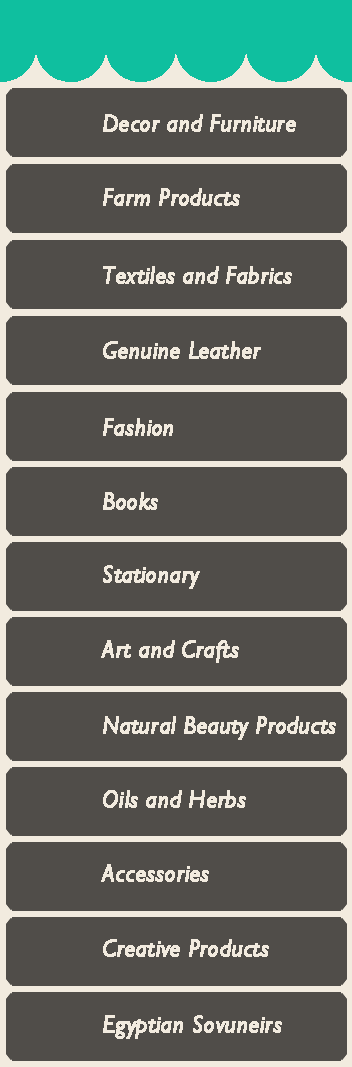 Decor and Furniture
Farm Products
Textiles and Fabrics
Genuine Leather
Fashion
Books
Stationary
Art and Crafts
Natural Beauty Products
Oils and Herbs
Accessories
Creative Products
Egyptian Sovuneirs